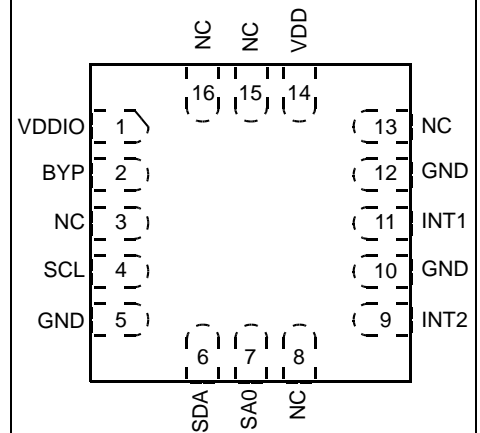 NC NC VDD
16 15 14
VDDIO 1 13 NC
BYP 2 12 GND
NC 3 11 INT1
SCL 4 10 GND
GND 5 9 INT2
6 7 8
SDA SA0 NC